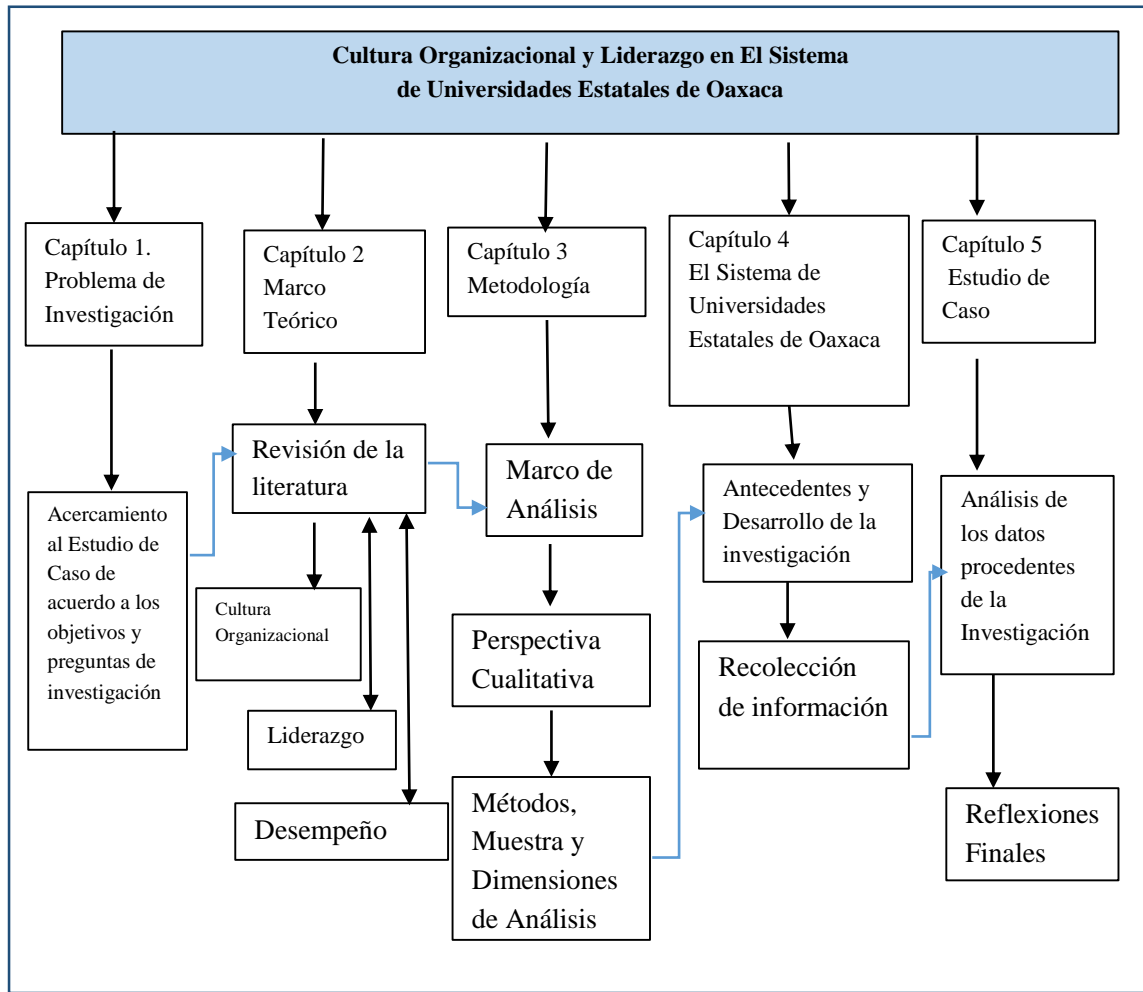 Cultura Organizacional y Liderazgo en El Sistema
de Universidades Estatales de Oaxaca
Capítulo 1.
Problema de
Investigación
Capítulo 2
Marco
Teórico
Capítulo 3
Metodología
Capítulo 4
El Sistema de
Universidades
Estatales de Oaxaca
Capítulo 5
Estudio de
Caso
Acercamiento
al Estudio de
Caso de
acuerdo a los
objetivos y
preguntas de
investigación
Revisión de la
literatura
Cultura
Organizacional
Liderazgo
Desempeño
Marco de
Análisis
Perspectiva
Cualitativa
Métodos,
Muestra y
Dimensiones
de Análisis
Antecedentes y
Desarrollo de la
investigación
Recolección
de información
Análisis de
los datos
procedentes
de la
Investigación
Reflexiones
Finales